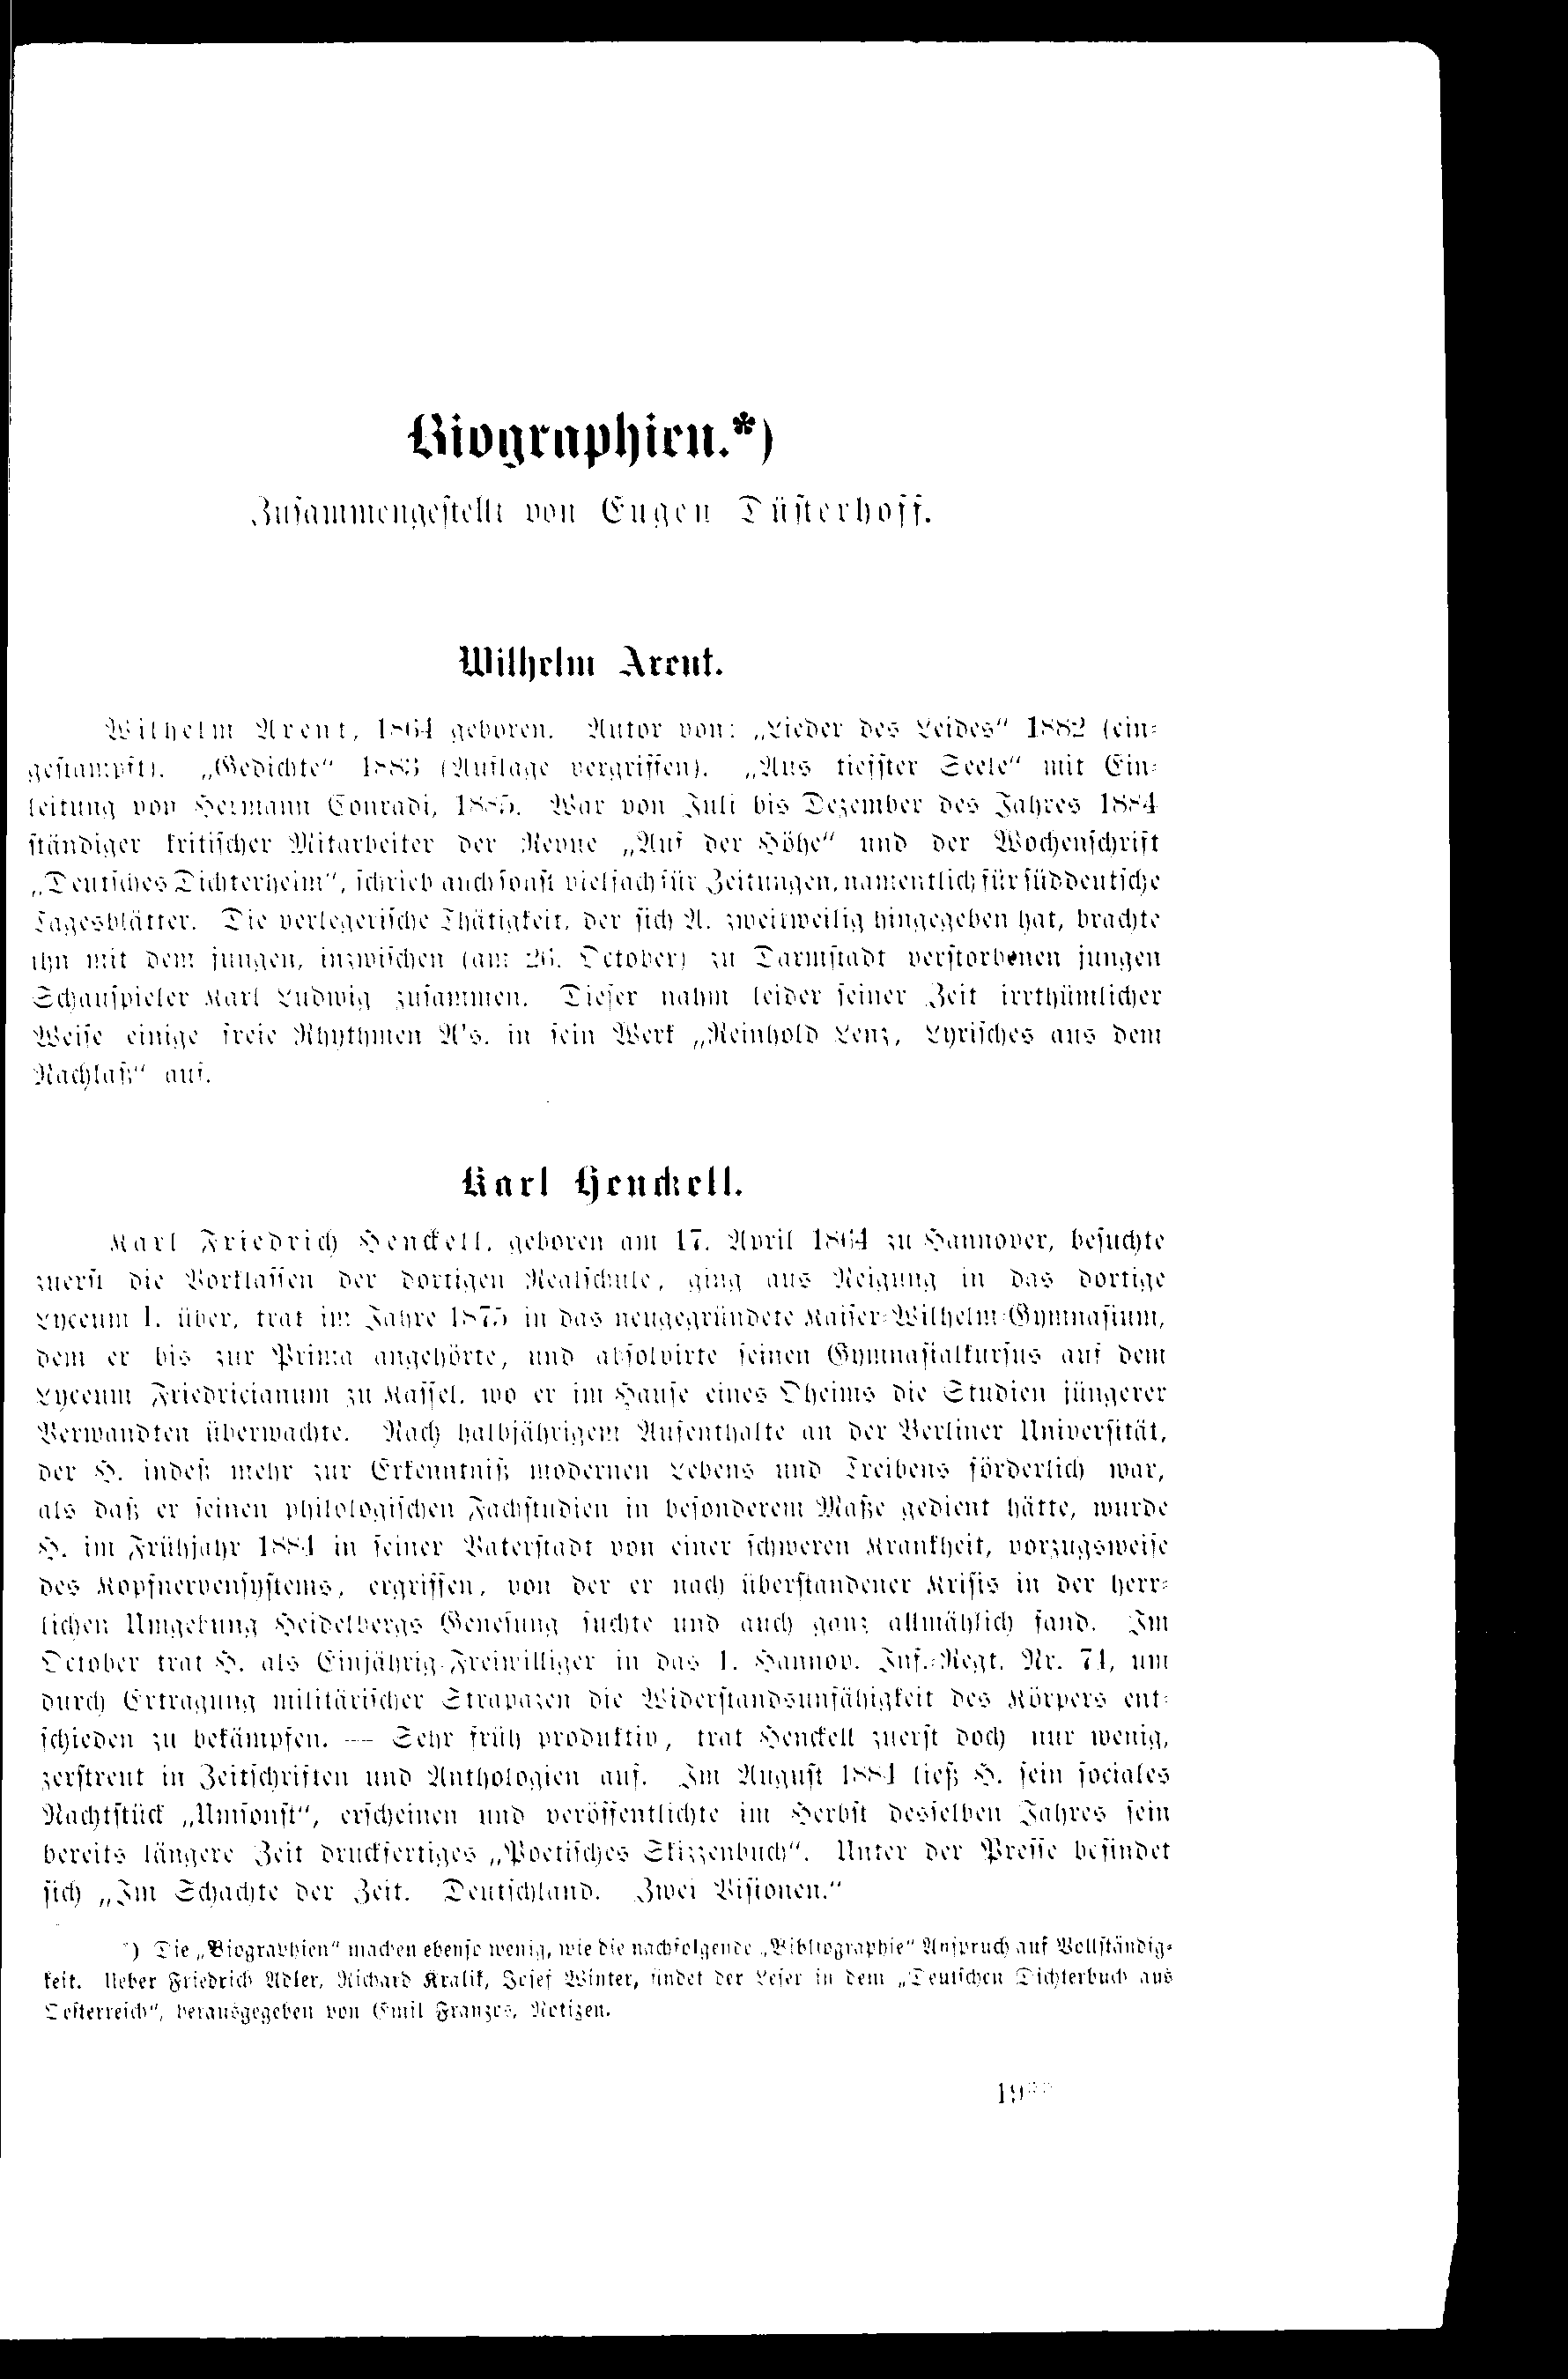 Biographien.*)
Zusammengestellt von Eugen Düsterhoff.
Wilhelm Arent.
Wilhelm Arent, 1864 geboren. Autor von: „Lieder des Leides“ 1882 (ein-
gestampft). „Gedichte“ 1883 (Auflage vergriffen). „Aus tiefster Seele“ mit Ein-
leitung von Hermann Conradi, 1885. War von Juli bis Dezember des Jahres 1884
ständiger kritischer Mitarbeiter der Revue „Auf der Höhe“ und der Wochenschrift
„Deutsches Dichterheim“, schrieb auch sonst vielfach für Zeitungen, namentlich für süddeutsche
Tagesblätter. Die verlegerische Thätigkeit, der sich A. zweitweilig hingegeben hat, brachte
ihn mit dem jungen, inzwischen (am 26. October) zu Darmstadt verstorbenen jungen
Schauspieler Karl Ludwig zusammen. Dieser nahm leider seiner Zeit irrthümlicher
Weise einige freie Rhythmen A's. in sein Werk „Reinhold Lenz, Lyrisches aus dem
Nachlaß“ auf.
Karl Henckell.
Karl Friedrich Henckell, geboren am 17. April 1864 zu Hannover, besuchte
zuerst die Vorklassen der dortigen Realschule, ging aus Neigung in das dortige
Lyceum I. über, trat im Jahre 1875 in das neugegründete Kaiser-Wilhelm-Gymnasium,
dem er bis zur Prima angehörte, und absolvirte seinen Gymnasialkursus auf dem
Lyceum Friedricianum zu Kassel, wo er im Hause eines Oheims die Studien jüngerer
Verwandten überwachte. Nach halbjährigem Aufenthalte an der Berliner Universität,
der H. indeß mehr zur Erkenntniß modernen Lebens und Treibens förderlich war,
als daß er seinen philologischen Fachstudien in besonderem Maße gedient hätte, wurde
H. im Frühjahr 1884 in seiner Vaterstadt von einer schweren Krankheit, vorzugsweise
des Kopfnervensystems, ergriffen, von der er nach überstandener Krisis in der herr-
lichen Umgebung Heidelbergs Genesung suchte und auch ganz allmählich fand. Im
October trat H. als Einjährig-Freiwilliger in das 1. Hannov. Inf.-Regt. Nr. 74, um
durch Ertragung militärischer Strapazen die Widerstandsunfähigkeit des Körpers ent-
schieden zu bekämpfen. — Sehr früh produktiv, trat Henckell zuerst doch nur wenig,
zerstreut in Zeitschriften und Anthologien auf. Im August 1884 ließ H. sein sociales
Nachtstück „Umsonst“, erscheinen und veröffentlichte im Herbst desselben Jahres sein
bereits längere Zeit druckfertiges „Poetisches Skizzenbuch“. Unter der Presse befindet
sich „Im Schachte der Zeit. Deutschland. Zwei Visionen.“
*) Die „Biographien“ machen ebenso wenig, wie die nachfolgende „Bibliographie“ Anspruch auf Vollständig-
keit. Ueber Friedrich Adler, Richard Kralik, Josef Winter, findet der Leser in dem „Deutschen Dichterbuch aus
Oesterreich“, herausgegeben von Emil Franzos, Notizen.
19**